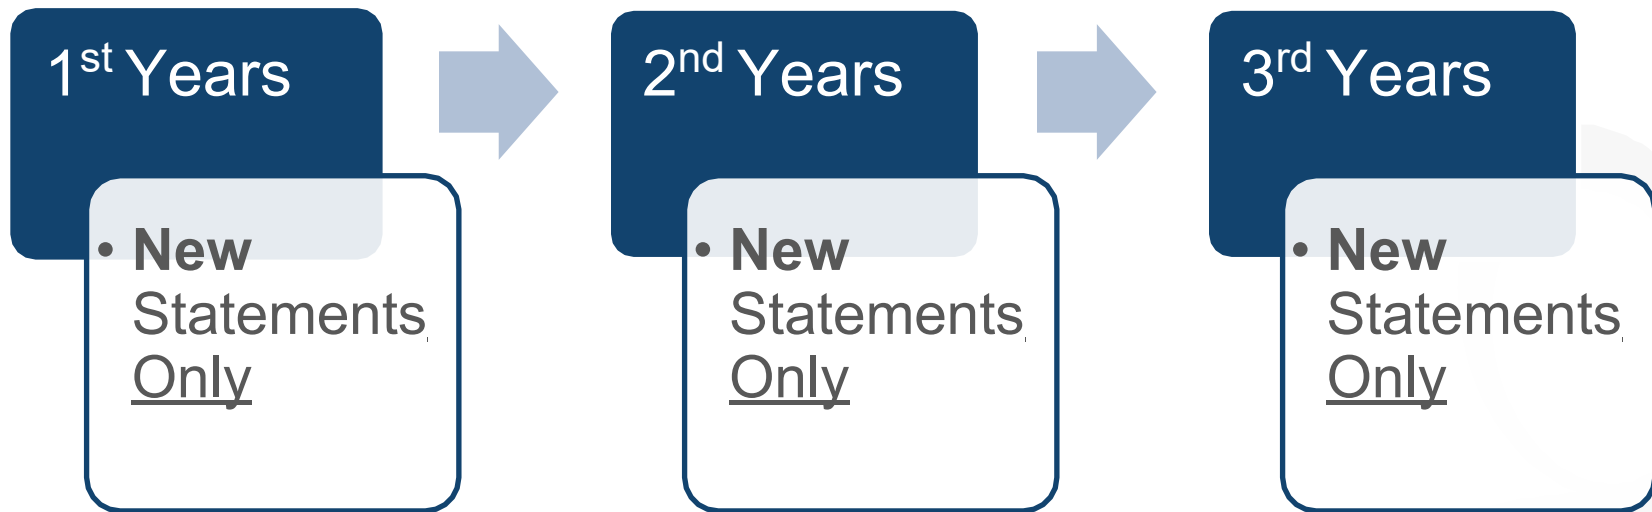 1st Years
• New
Statements
Only
2nd Years
• New
Statements
Only
3rd Years
• New
Statements
Only